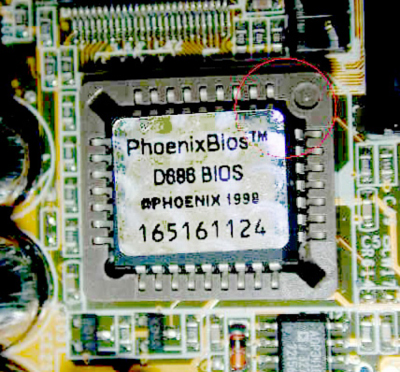 PhoenixBios™
D686 BIOS
©PHOENIX 1998
165161124